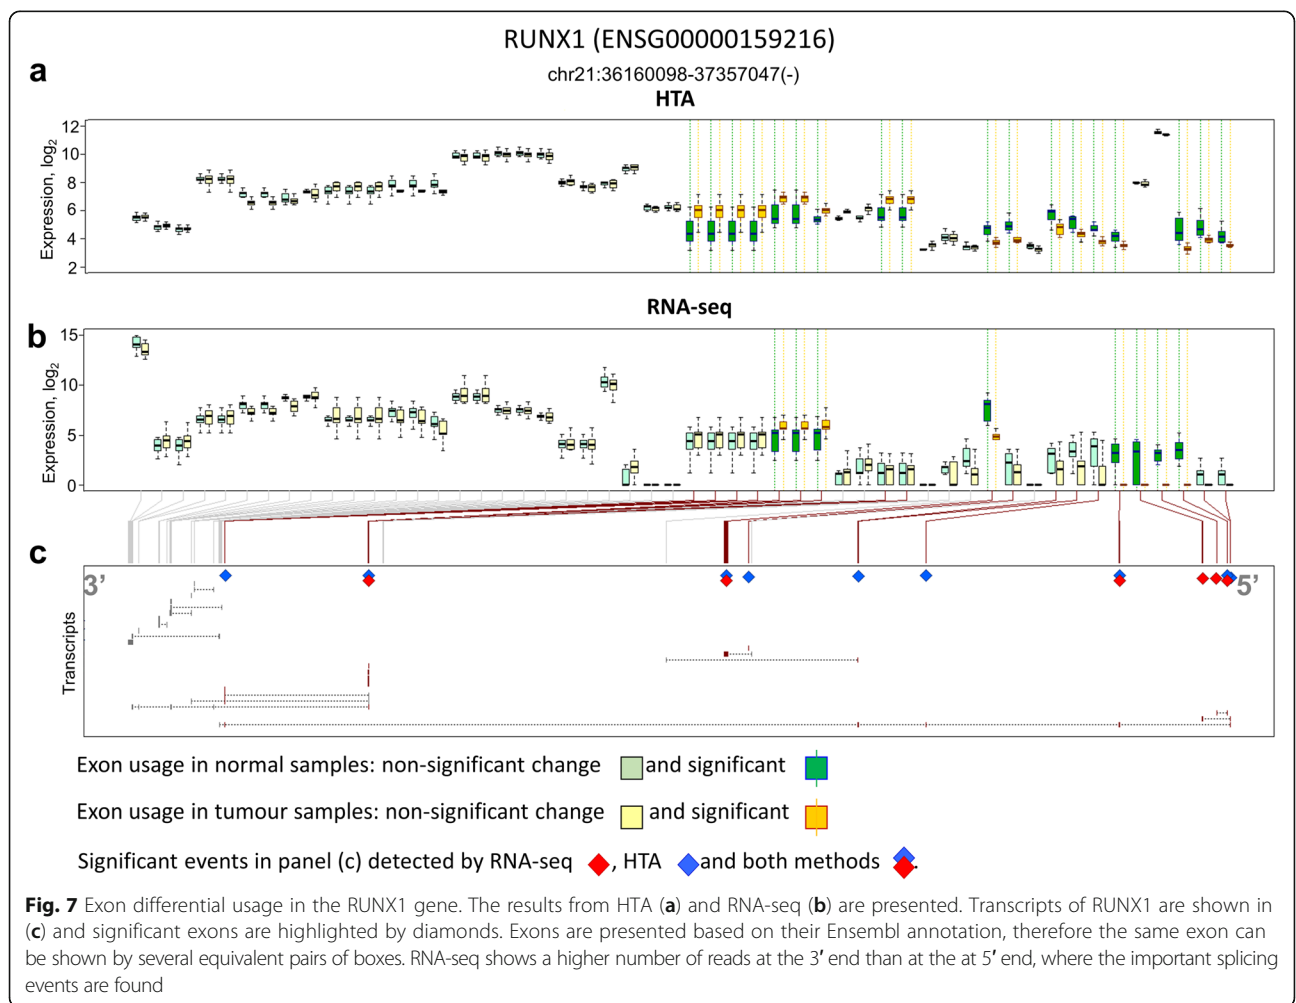 RUNX1 (ENSG00000159216)
a
chr21:36160098-37357047(-)
HTA
Expression, log2
12
10
8
6
4
2
RNA-seq
b
Expression, log2
15
10
5
0
c
3’
5’
Transcripts
Exon usage in normal samples: non-significant change and significant
Exon usage in tumour samples: non-significant change and significant
Significant events in panel (c) detected by RNA-seq , HTA and both methods .
Fig. 7 Exon differential usage in the RUNX1 gene. The results from HTA (a) and RNA-seq (b) are presented. Transcripts of RUNX1 are shown in
(c) and significant exons are highlighted by diamonds. Exons are presented based on their Ensembl annotation, therefore the same exon can
be shown by several equivalent pairs of boxes. RNA-seq shows a higher number of reads at the 3′ end than at the at 5′ end, where the important splicing
events are found